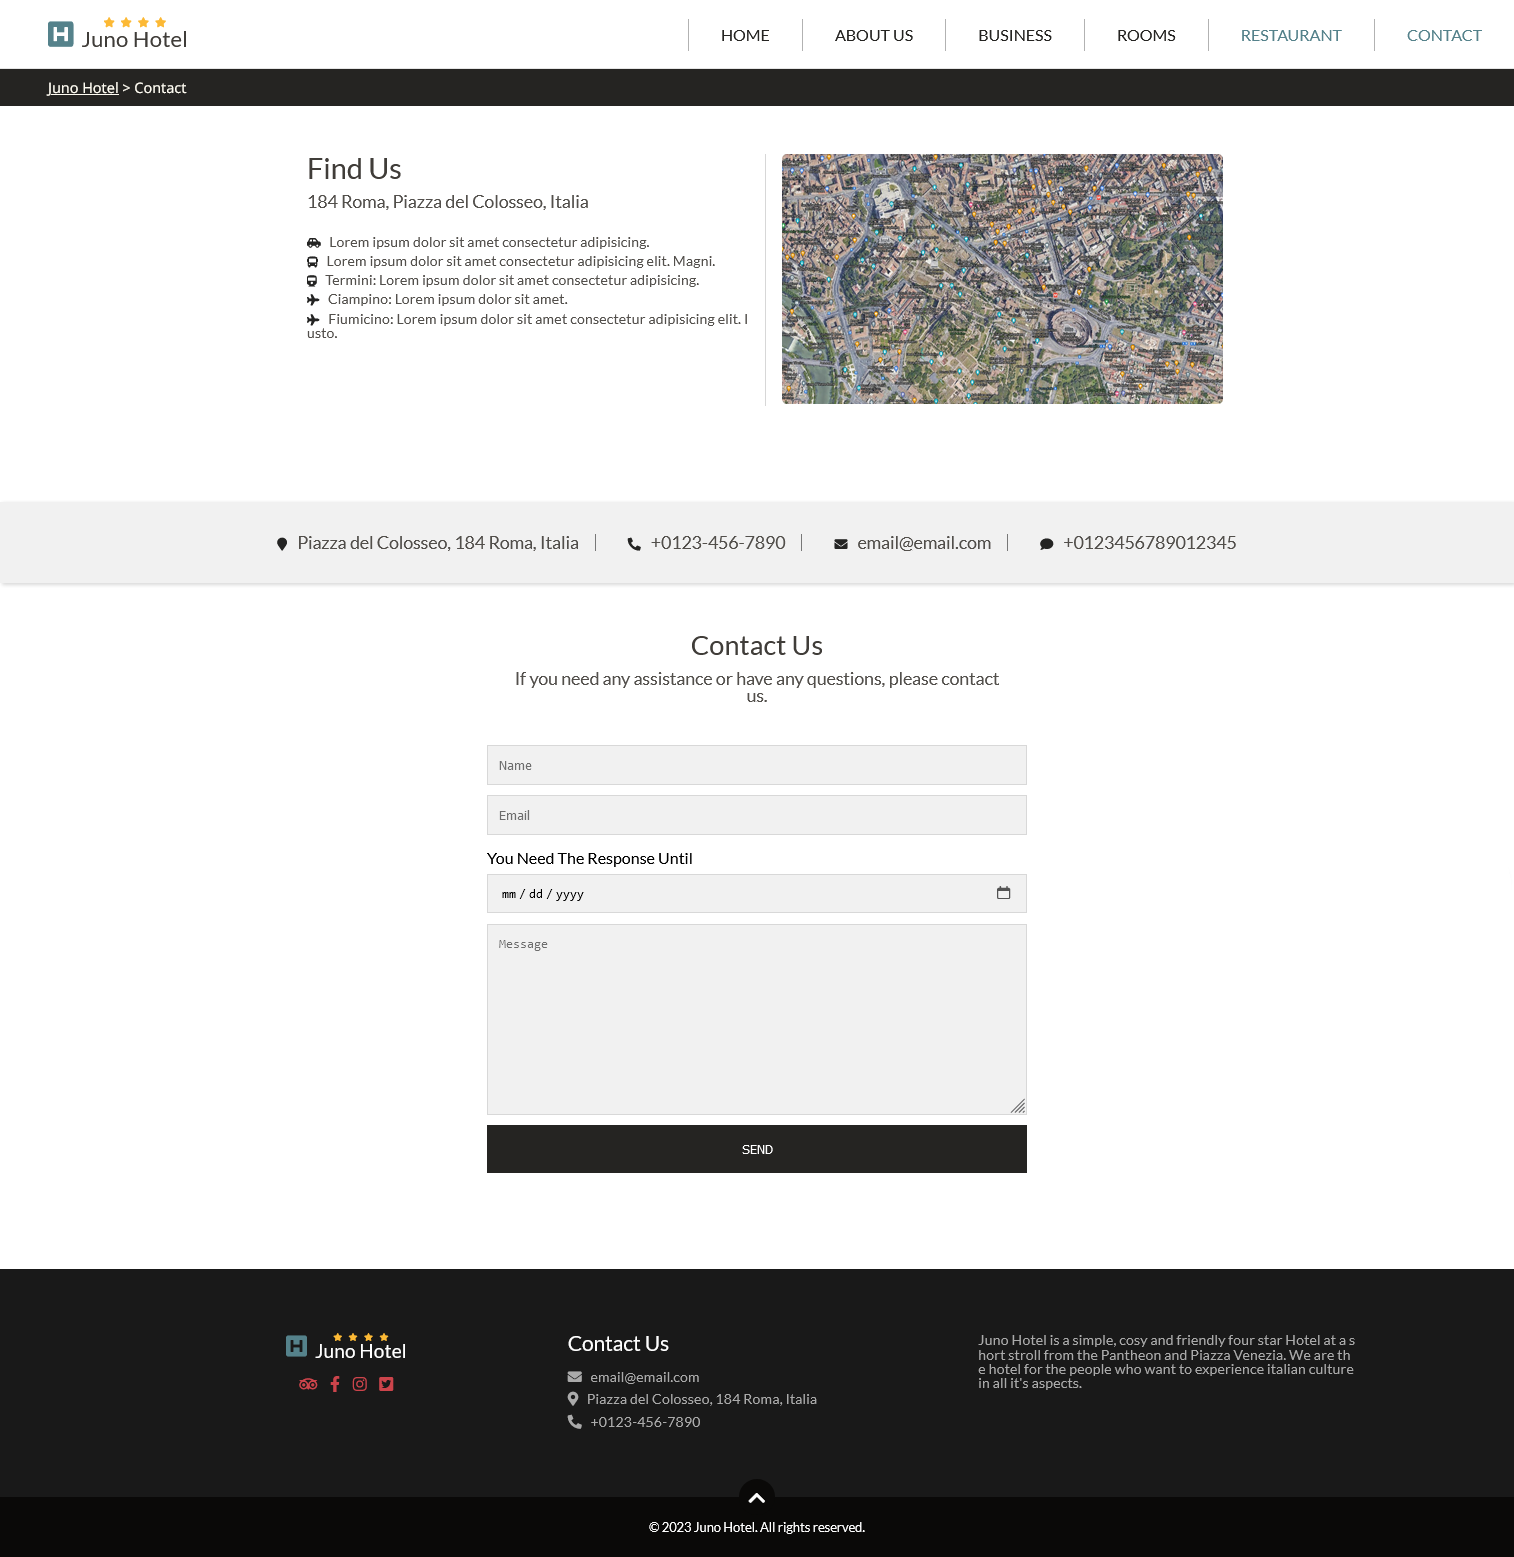 Juno Hotel
HOME
ABOUT US
BUSINESS
ROOMS
RESTAURANT
CONTACT
Juno Hotel > Contact
Find Us
184 Roma, Piazza del Colosseo, Italia
Lorem ipsum dolor sit amet consectetur adipisicing.
Lorem ipsum dolor sit amet consectetur adipisicing elit. Magni.
Termini: Lorem ipsum dolor sit amet consectetur adipisicing.
Ciampino: Lorem ipsum dolor sit amet.
Fiumicino: Lorem ipsum dolor sit amet consectetur adipisicing elit. I
usto.
Piazza del Colosseo, 184 Roma, Italia
+0123-456-7890
email@email.com
+0123456789012345
Contact Us
If you need any assistance or have any questions, please contact
us.
Name
Email
You Need The Response Until
mm/dd/yyyy
Message
SEND
Juno Hotel
Contact Us
email@email.com
Piazza del Colosseo, 184 Roma, Italia
+0123-456-7890
Juno Hotel is a simple, cosy and friendly four star Hotel at a s
hort stroll from the Pantheon and Piazza Venezia. We are th
e hotel for the people who want to experience italian culture
in all it's aspects.
© 2023 Juno Hotel. All rights reserved.